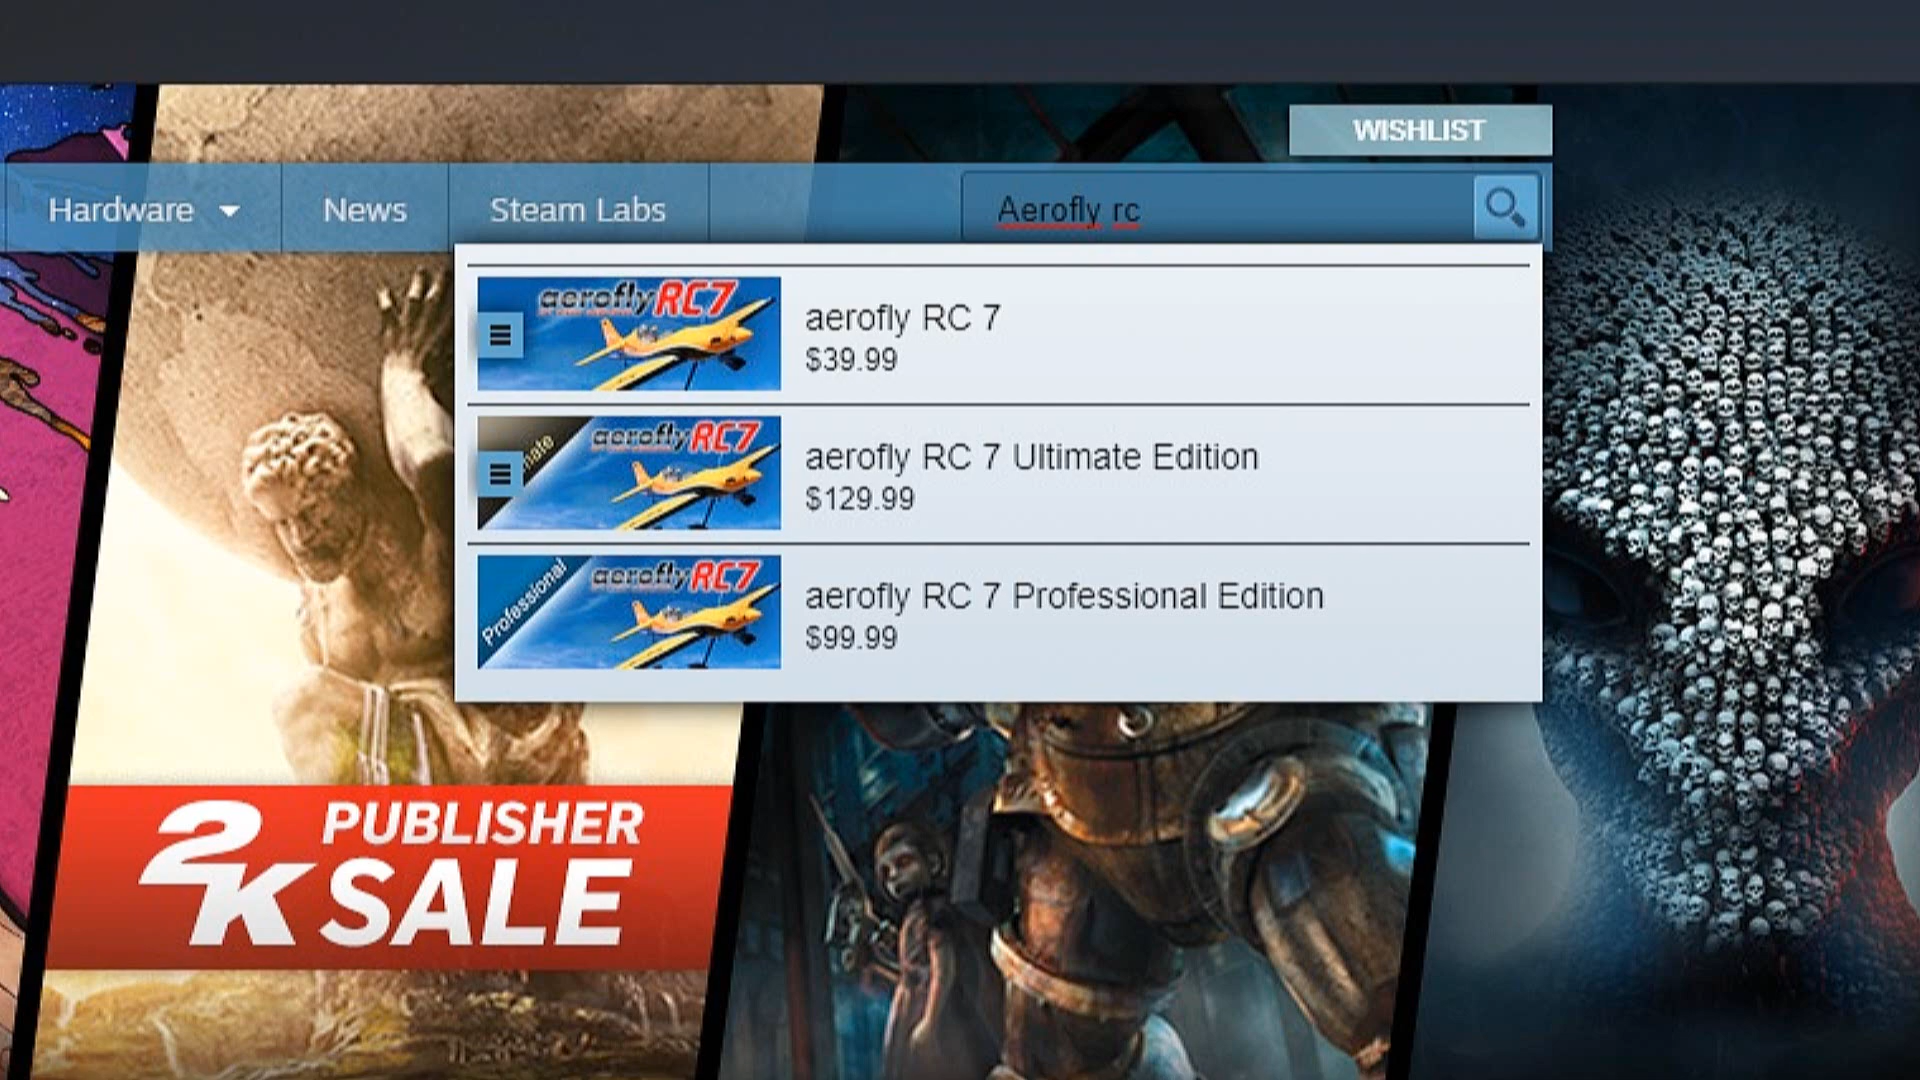 WISHLIST
Hardware
News
Steam Labs
Aerofly rc
aeroflyRC7
aerofly RC 7
$39.99
aeroflyRC7
aerofly RC 7 Ultimate Edition
$129.99
Professional
aeroflyRC7
aerofly RC 7 Professional Edition
$99.99
2K PUBLISHER
SALE